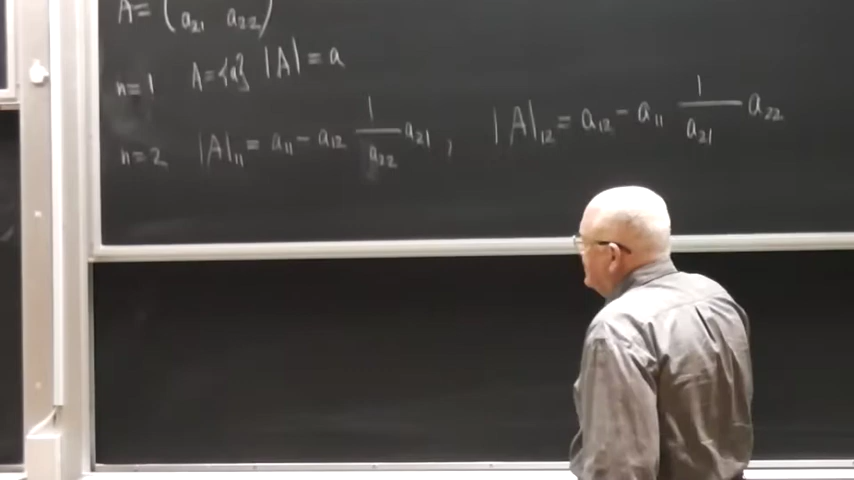 A = ( a21 a22 )
n=1 A={a} |A| = a
n=2 |A|11 = a11 - a12 1/a22 a21 , |A|12 = a12 - a11 1/a21 a22